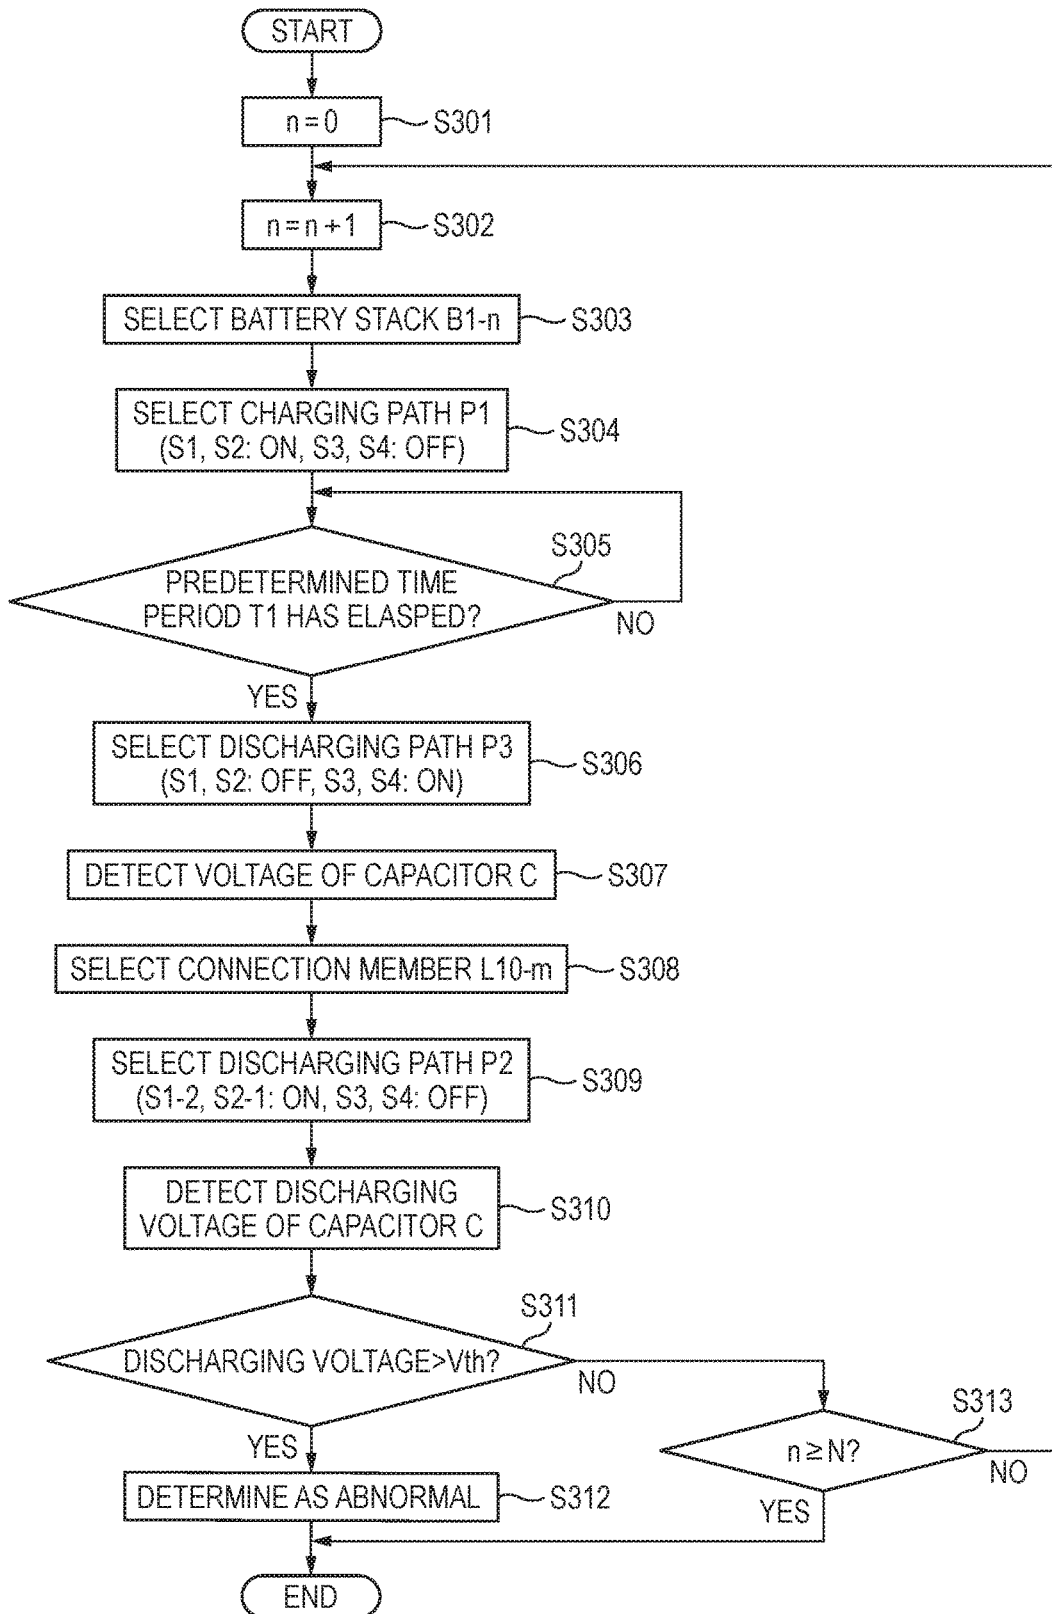 START
n=0
S301
n=n+1
S302
SELECT BATTERY STACK B1-n
S303
SELECT CHARGING PATH P1
(S1, S2: ON, S3, S4: OFF)
S304
S305
PREDETERMINED TIME
PERIOD T1 HAS ELASPED?
NO
YES
SELECT DISCHARGING PATH P3
(S1, S2: OFF, S3, S4: ON)
S306
DETECT VOLTAGE OF CAPACITOR C
S307
SELECT CONNECTION MEMBER L10-m
S308
SELECT DISCHARGING PATH P2
(S1-2, S2-1: ON, S3, S4: OFF)
S309
DETECT DISCHARGING
VOLTAGE OF CAPACITOR C
S310
S311
DISCHARGING VOLTAGE>Vth?
NO
YES
S313
n≥N?
NO
YES
DETERMINE AS ABNORMAL
S312
END